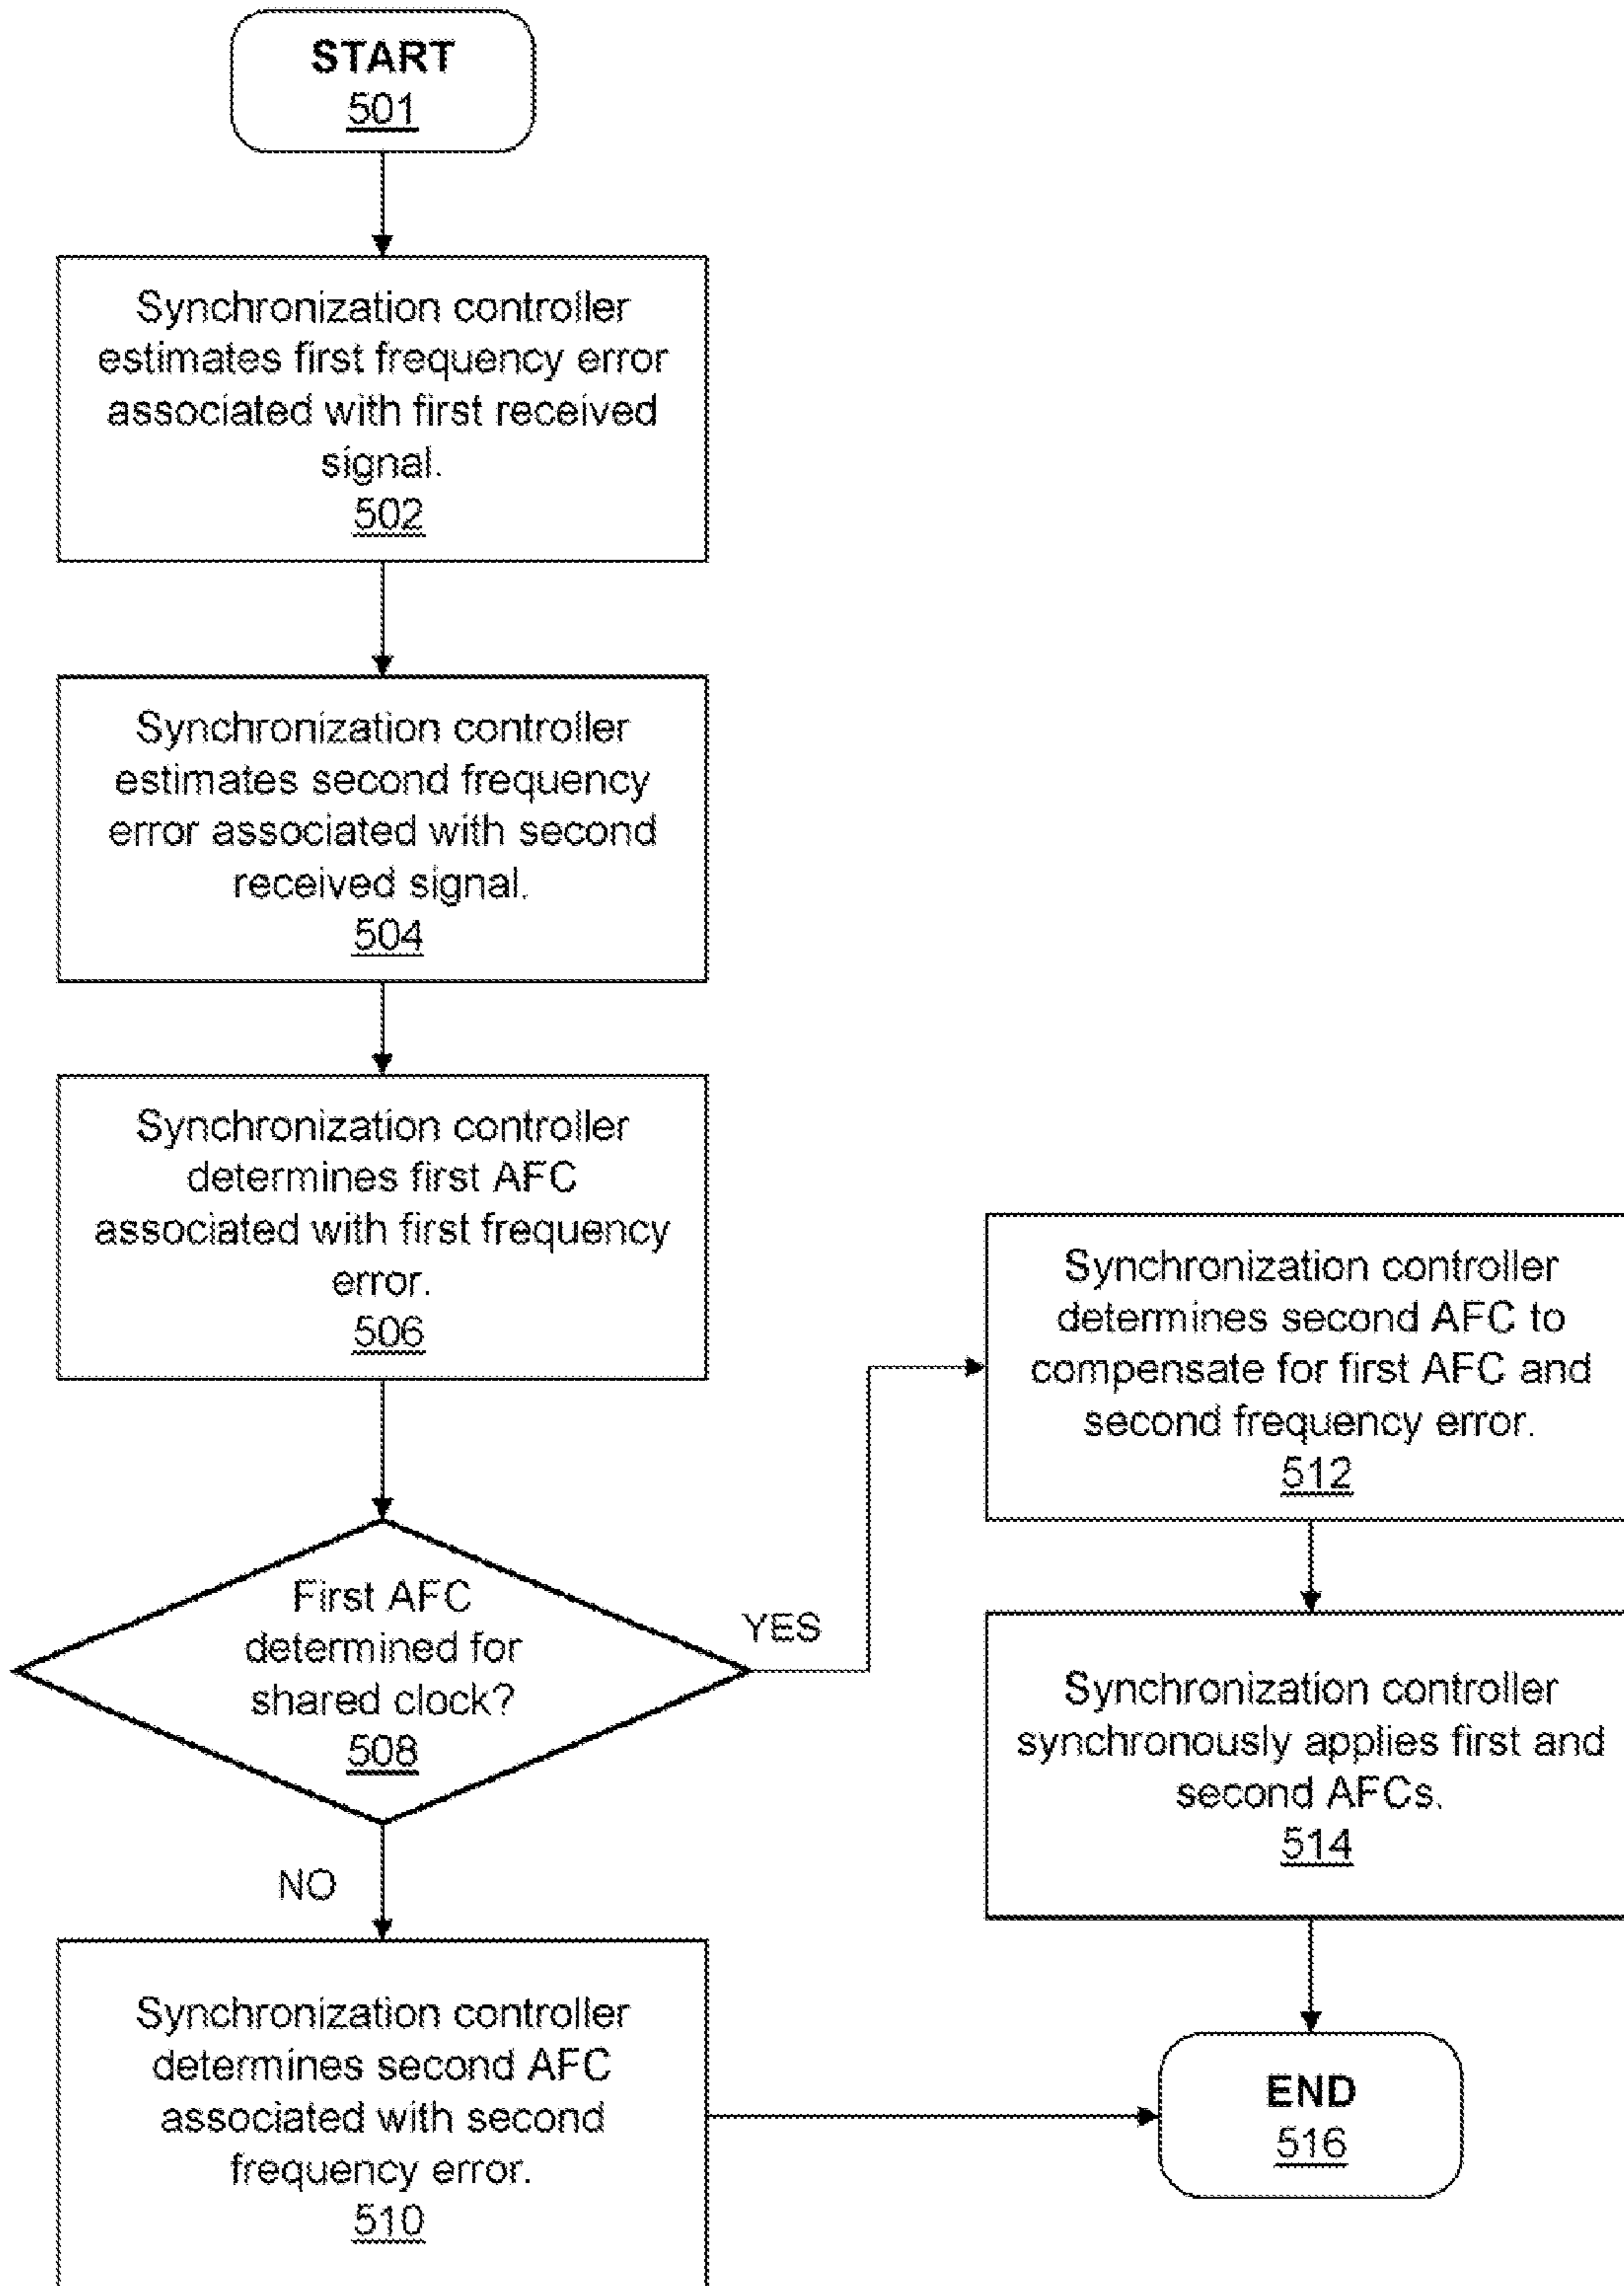 START
501
Synchronization controller
estimates first frequency error
associated with first received
signal.
502
Synchronization controller
estimates second frequency
error associated with second
received signal.
504
Synchronization controller
determines first AFC
associated with first frequency
error.
506
First AFC
determined for
shared clock?
508
YES
NO
Synchronization controller
determines second AFC
associated with second
frequency error.
510
Synchronization controller
determines second AFC to
compensate for first AFC and
second frequency error.
512
Synchronization controller
synchronously applies first and
second AFCs.
514
END
516